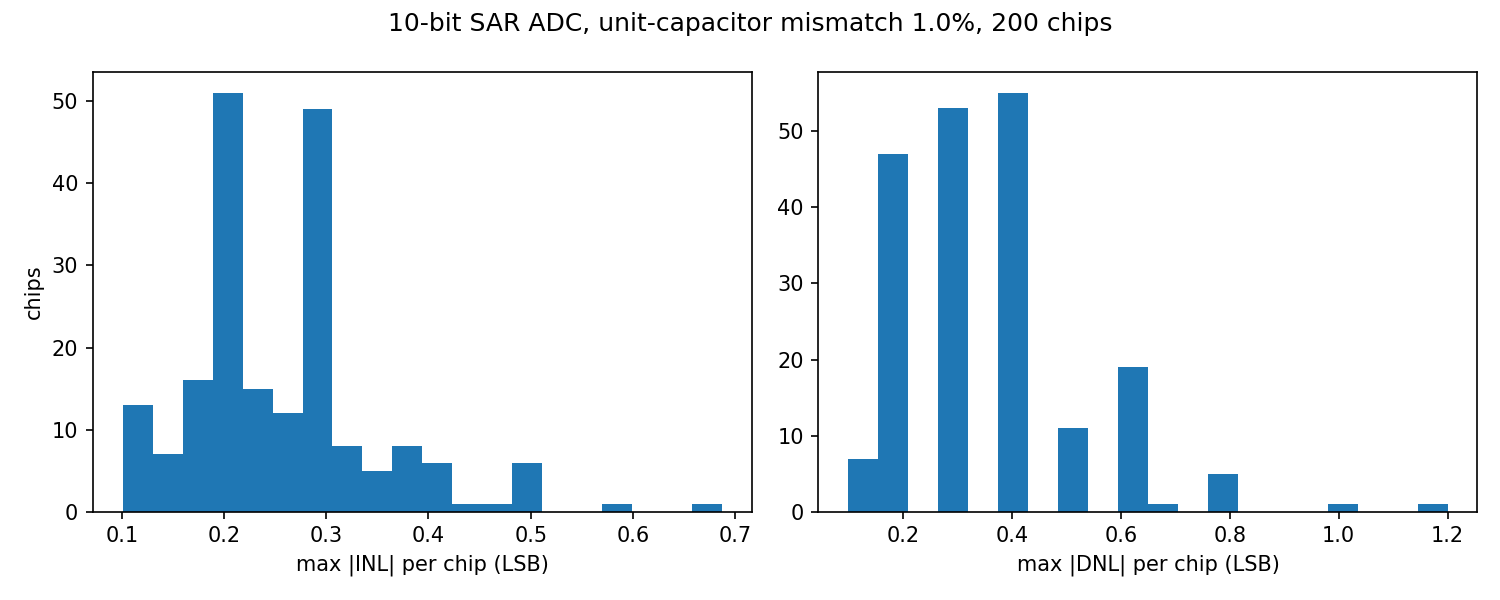 10-bit SAR ADC, unit-capacitor mismatch 1.0%, 200 chips
50
40
30
20
10
0
chips
0.1 0.2 0.3 0.4 0.5 0.6 0.7
max |INL| per chip (LSB)
50
40
30
20
10
0
0.2 0.4 0.6 0.8 1.0 1.2
max |DNL| per chip (LSB)